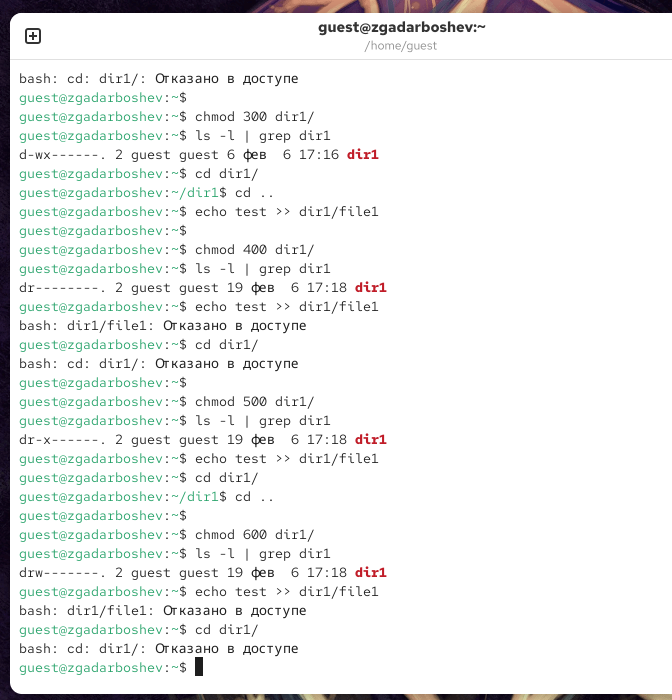 guest@zgadarboshev:~
/home/guest
bash: cd: dir1/: Отказано в доступе
guest@zgadarboshev:~$
guest@zgadarboshev:~$ chmod 300 dir1/
guest@zgadarboshev:~$ ls -l | grep dir1
d-wx------. 2 guest guest 6 фев  6 17:16 dir1
guest@zgadarboshev:~$ cd dir1/
guest@zgadarboshev:~/dir1$ cd ..
guest@zgadarboshev:~$ echo test >> dir1/file1
guest@zgadarboshev:~$
guest@zgadarboshev:~$ chmod 400 dir1/
guest@zgadarboshev:~$ ls -l | grep dir1
dr--------. 2 guest guest 19 фев  6 17:18 dir1
guest@zgadarboshev:~$ echo test >> dir1/file1
bash: dir1/file1: Отказано в доступе
guest@zgadarboshev:~$ cd dir1/
bash: cd: dir1/: Отказано в доступе
guest@zgadarboshev:~$
guest@zgadarboshev:~$ chmod 500 dir1/
guest@zgadarboshev:~$ ls -l | grep dir1
dr-x------. 2 guest guest 19 фев  6 17:18 dir1
guest@zgadarboshev:~$ echo test >> dir1/file1
guest@zgadarboshev:~$ cd dir1/
guest@zgadarboshev:~/dir1$ cd ..
guest@zgadarboshev:~$
guest@zgadarboshev:~$ chmod 600 dir1/
guest@zgadarboshev:~$ ls -l | grep dir1
drw-------. 2 guest guest 19 фев  6 17:18 dir1
guest@zgadarboshev:~$ echo test >> dir1/file1
bash: dir1/file1: Отказано в доступе
guest@zgadarboshev:~$ cd dir1/
bash: cd: dir1/: Отказано в доступе
guest@zgadarboshev:~$